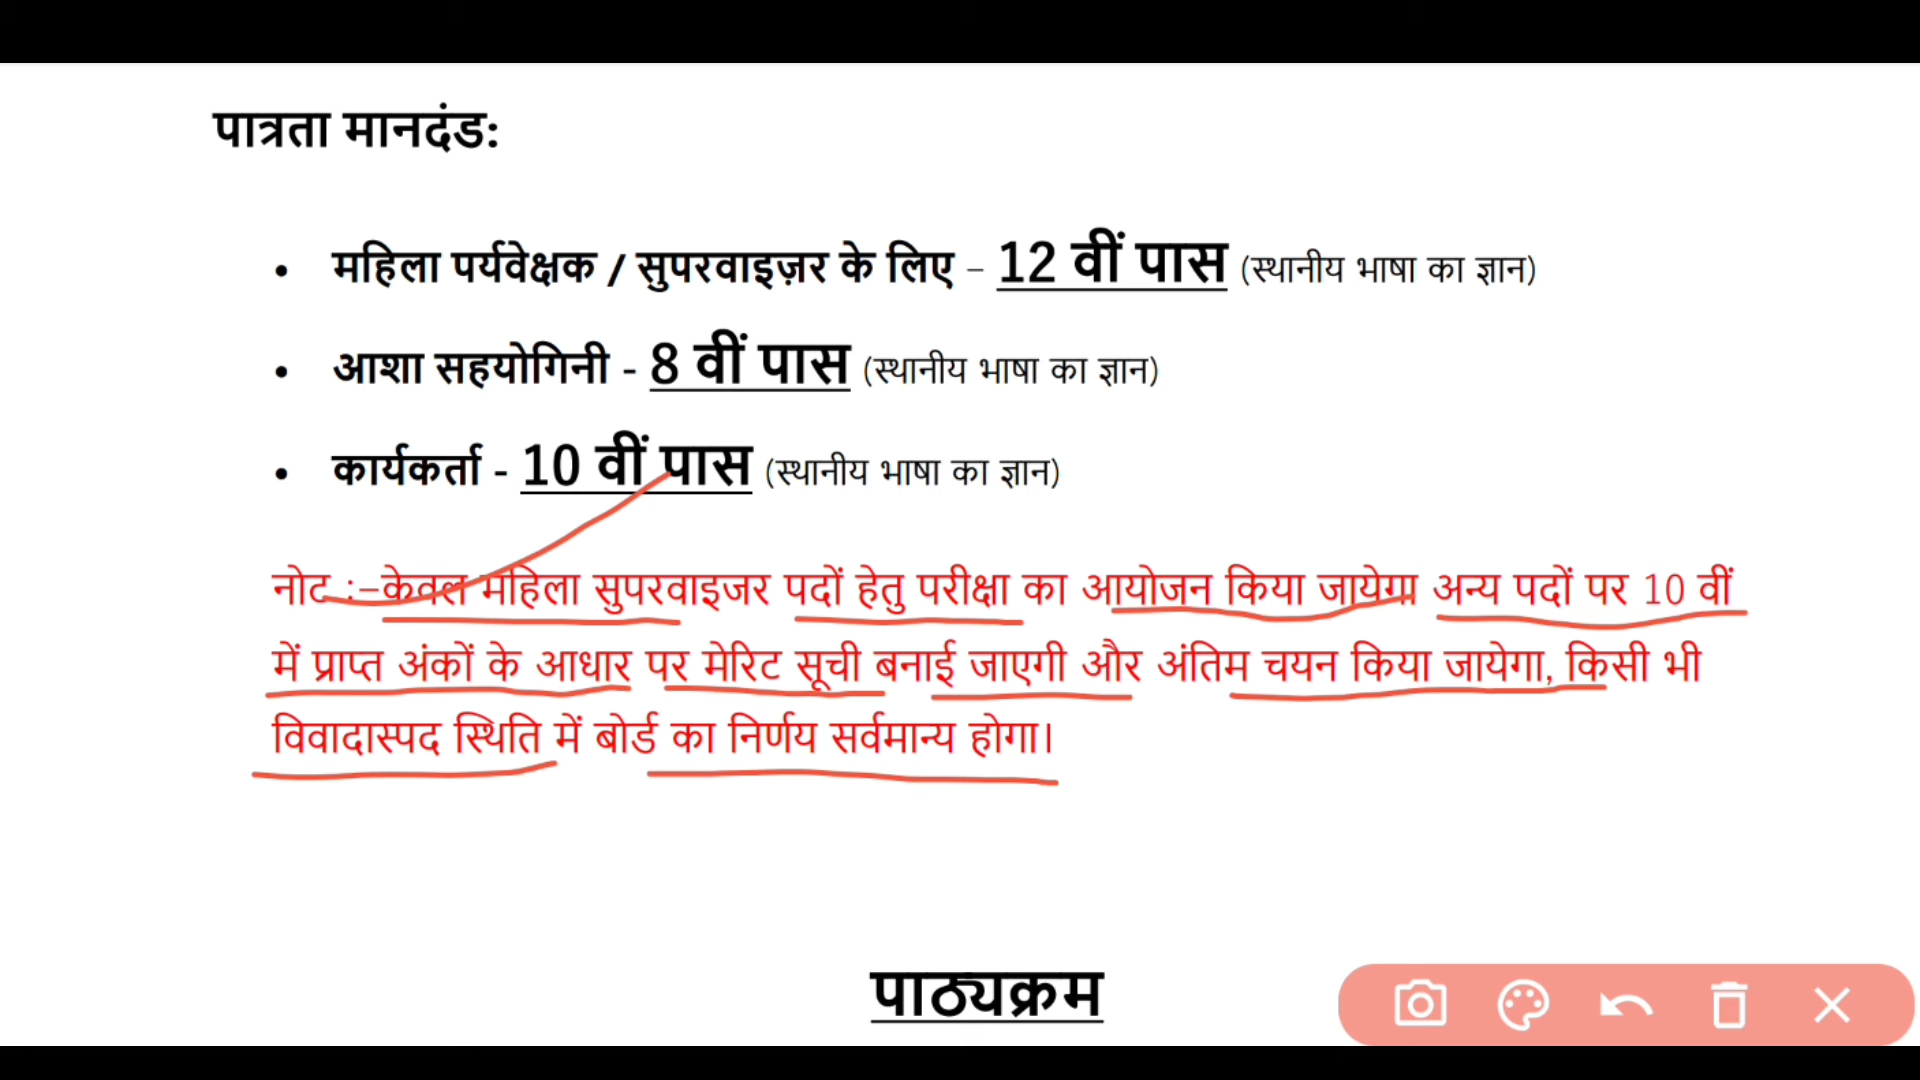 पात्रता मानदंड:
• महिला पर्यवेक्षक / सुपरवाइज़र के लिए – 12 वीं पास (स्थानीय भाषा का ज्ञान)
• आशा सहयोगिनी - 8 वीं पास (स्थानीय भाषा का ज्ञान)
• कार्यकर्ता - 10 वीं पास (स्थानीय भाषा का ज्ञान)
नोट :–केवल महिला सुपरवाइजर पदों हेतु परीक्षा का आयोजन किया जायेगा अन्य पदों पर 10 वीं
में प्राप्त अंकों के आधार पर मेरिट सूची बनाई जाएगी और अंतिम चयन किया जायेगा, किसी भी
विवादास्पद स्थिति में बोर्ड का निर्णय सर्वमान्य होगा।
पाठ्यक्रम